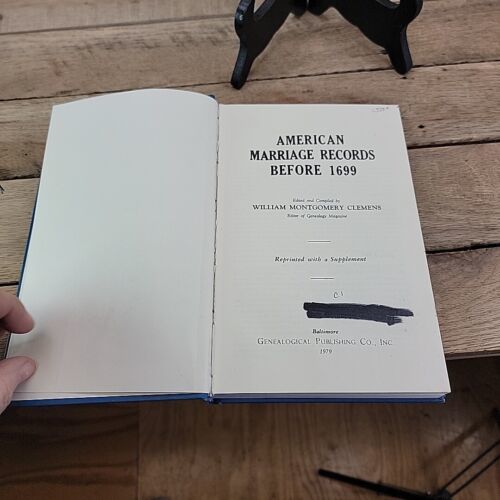 AMERICAN
MARRIAGE RECORDS
BEFORE 1699
Edited and Compiled by
WILLIAM MONTGOMERY CLEMENS
Editor of Genealogy Magazine
Reprinted with a Supplement
Baltimore
GENEALOGICAL PUBLISHING CO., INC.
1979